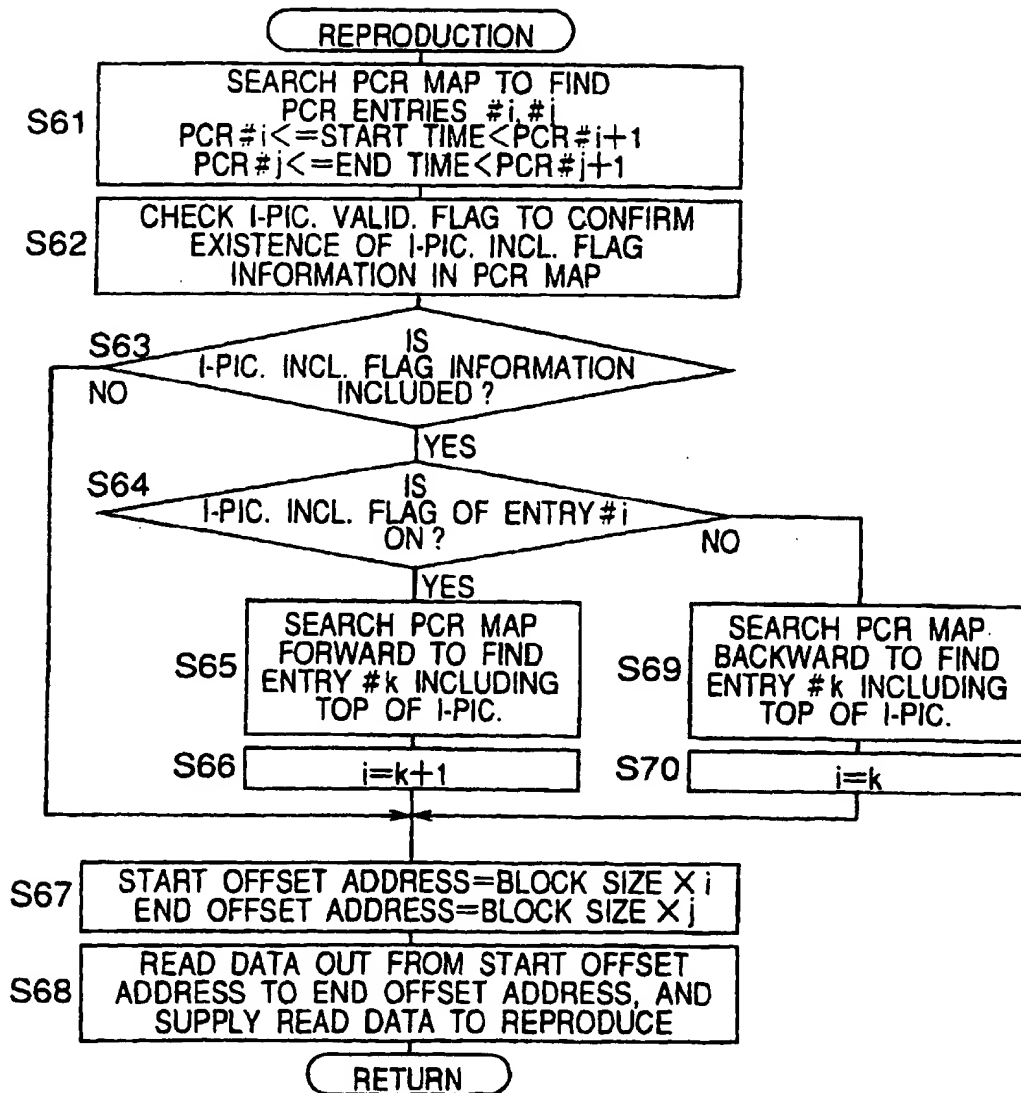 REPRODUCTION
S61
SEARCH PCR MAP TO FIND
PCR ENTRIES #i, #j
PCR#i<=START TIME<PCR#i+1
PCR#j<=END TIME<PCR#j+1
S62
CHECK I-PIC. VALID. FLAG TO CONFIRM
EXISTENCE OF I-PIC. INCL. FLAG
INFORMATION IN PCR MAP
S63
IS
I-PIC. INCL. FLAG INFORMATION
INCLUDED?
NO
YES
S64
IS
I-PIC. INCL. FLAG OF ENTRY#i
ON?
NO
YES
S65
SEARCH PCR MAP
FORWARD TO FIND
ENTRY #k INCLUDING
TOP OF I-PIC.
S69
SEARCH PCR MAP
BACKWARD TO FIND
ENTRY #k INCLUDING
TOP OF I-PIC.
S66
i=k+1
S70
i=k
S67
START OFFSET ADDRESS=BLOCK SIZE×i
END OFFSET ADDRESS=BLOCK SIZE×j
S68
READ DATA OUT FROM START OFFSET
ADDRESS TO END OFFSET ADDRESS, AND
SUPPLY READ DATA TO REPRODUCE
RETURN